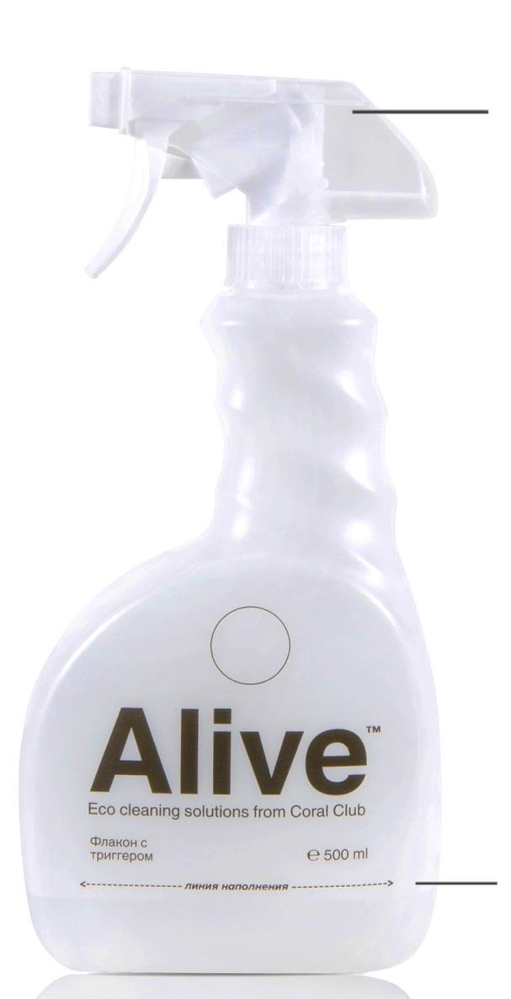 Alive™
Eco cleaning solutions from Coral Club
Флакон с
триггером
℮ 500 ml
линия наполнения